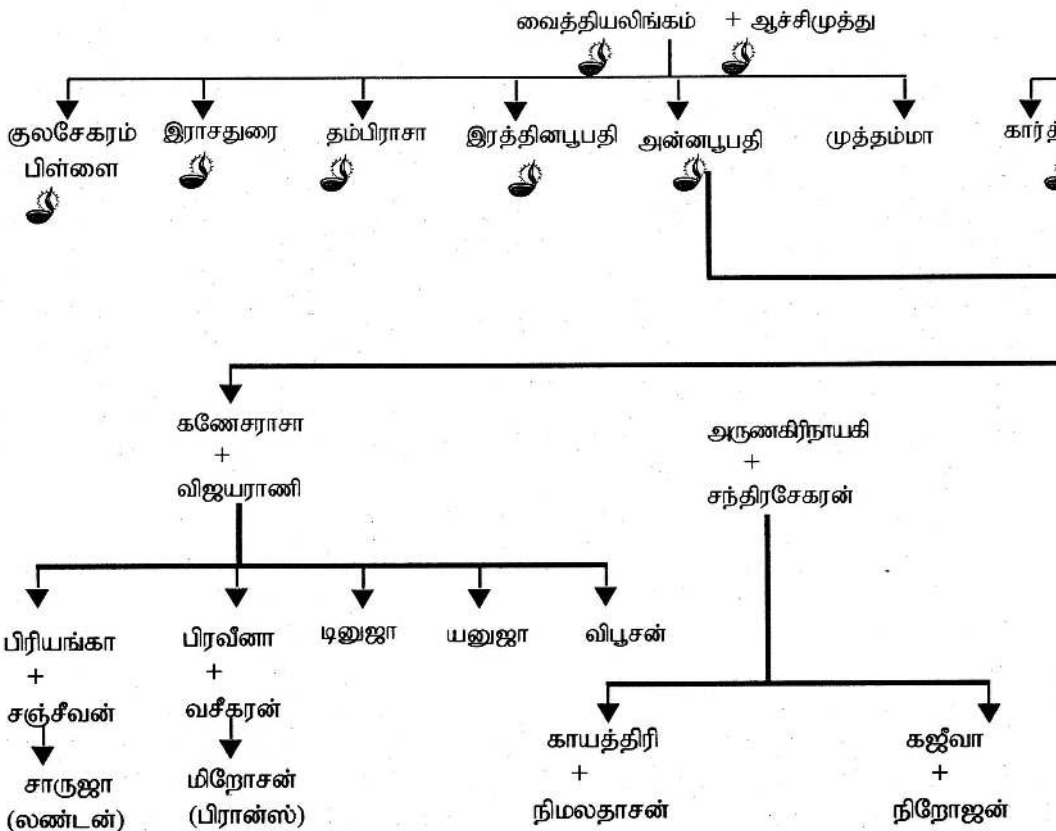 வைத்தியலிங்கம் + ஆச்சிமுத்து
குலசேகரம்
பிள்ளை
இராசதுரை
தம்பிராசா
இரத்தினபூபதி
அன்னபூபதி
முத்தம்மா
கணேசராசா
+
விஜயராணி
அருணகிரிநாயகி
+
சந்திரசேகரன்
பிரியங்கா
+
சஞ்சீவன்
பிரவீனா
+
வசீகரன்
டினுஜா
யனுஜா
விபூசன்
சாருஜா
(லண்டன்)
மிறோசன்
(பிரான்ஸ்)
காயத்திரி
+
நிமலதாசன்
கஜீவா
+
நிறோஜன்